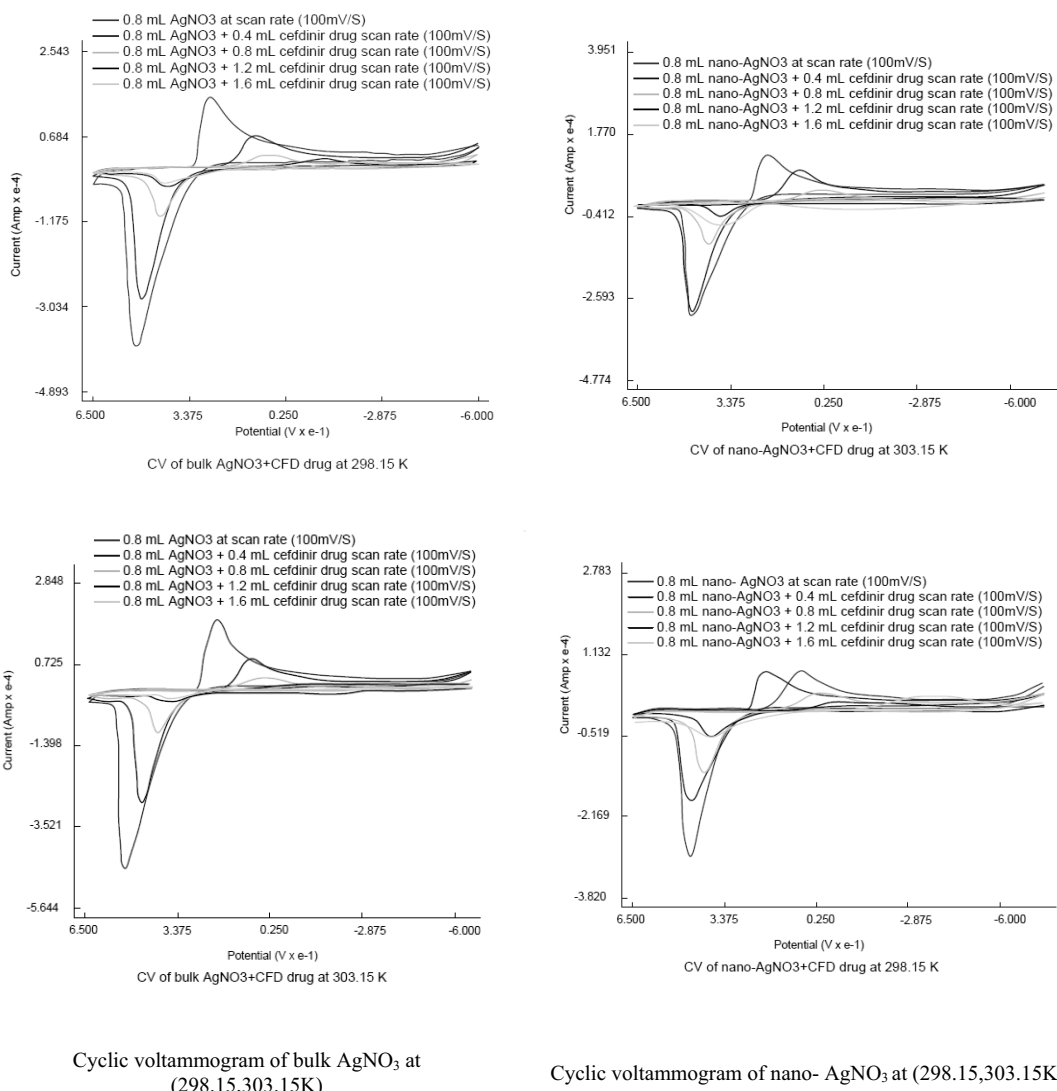 0.8 mL AgNO3 at scan rate (100mV/S)
0.8 mL AgNO3 + 0.4 mL cefdinir drug scan rate (100mV/S)
0.8 mL AgNO3 + 0.8 mL cefdinir drug scan rate (100mV/S)
0.8 mL AgNO3 + 1.2 mL cefdinir drug scan rate (100mV/S)
0.8 mL AgNO3 + 1.6 mL cefdinir drug scan rate (100mV/S)
2.543
0.684
-1.175
-3.034
-4.893
Current (Amp x e-4)
6.500 3.375 0.250 -2.875 -6.000
Potential (V x e-1)
CV of bulk AgNO3+CFD drug at 298.15 K
0.8 mL nano-AgNO3 at scan rate (100mV/S)
0.8 mL nano-AgNO3 + 0.4 mL cefdinir drug scan rate (100mV/S)
0.8 mL nano-AgNO3 + 0.8 mL cefdinir drug scan rate (100mV/S)
0.8 mL nano-AgNO3 + 1.2 mL cefdinir drug scan rate (100mV/S)
0.8 mL nano-AgNO3 + 1.6 mL cefdinir drug scan rate (100mV/S)
3.951
1.770
-0.412
-2.593
-4.774
Current (Amp x e-4)
6.500 3.375 0.250 -2.875 -6.000
Potential (V x e-1)
CV of nano-AgNO3+CFD drug at 303.15 K
0.8 mL AgNO3 at scan rate (100mV/S)
0.8 mL AgNO3 + 0.4 mL cefdinir drug scan rate (100mV/S)
0.8 mL AgNO3 + 0.8 mL cefdinir drug scan rate (100mV/S)
0.8 mL AgNO3 + 1.2 mL cefdinir drug scan rate (100mV/S)
0.8 mL AgNO3 + 1.6 mL cefdinir drug scan rate (100mV/S)
2.848
0.725
-1.398
-3.521
-5.644
Current (Amp x e-4)
6.500 3.375 0.250 -2.875 -6.000
Potential (V x e-1)
CV of bulk AgNO3+CFD drug at 303.15 K
0.8 mL nano- AgNO3 at scan rate (100mV/S)
0.8 mL nano-AgNO3 + 0.4 mL cefdinir drug scan rate (100mV/S)
0.8 mL nano-AgNO3 + 0.8 mL cefdinir drug scan rate (100mV/S)
0.8 mL nano-AgNO3 + 1.2 mL cefdinir drug scan rate (100mV/S)
0.8 mL nano-AgNO3 + 1.6 mL cefdinir drug scan rate (100mV/S)
2.783
1.132
-0.519
-2.169
-3.820
Current (Amp x e-4)
6.500 3.375 0.250 -2.875 -6.000
Potential (V x e-1)
CV of nano-AgNO3+CFD drug at 298.15 K
Cyclic voltammogram of bulk AgNO₃ at
(298.15,303.15K)
Cyclic voltammogram of nano- AgNO₃ at (298.15,303.15K